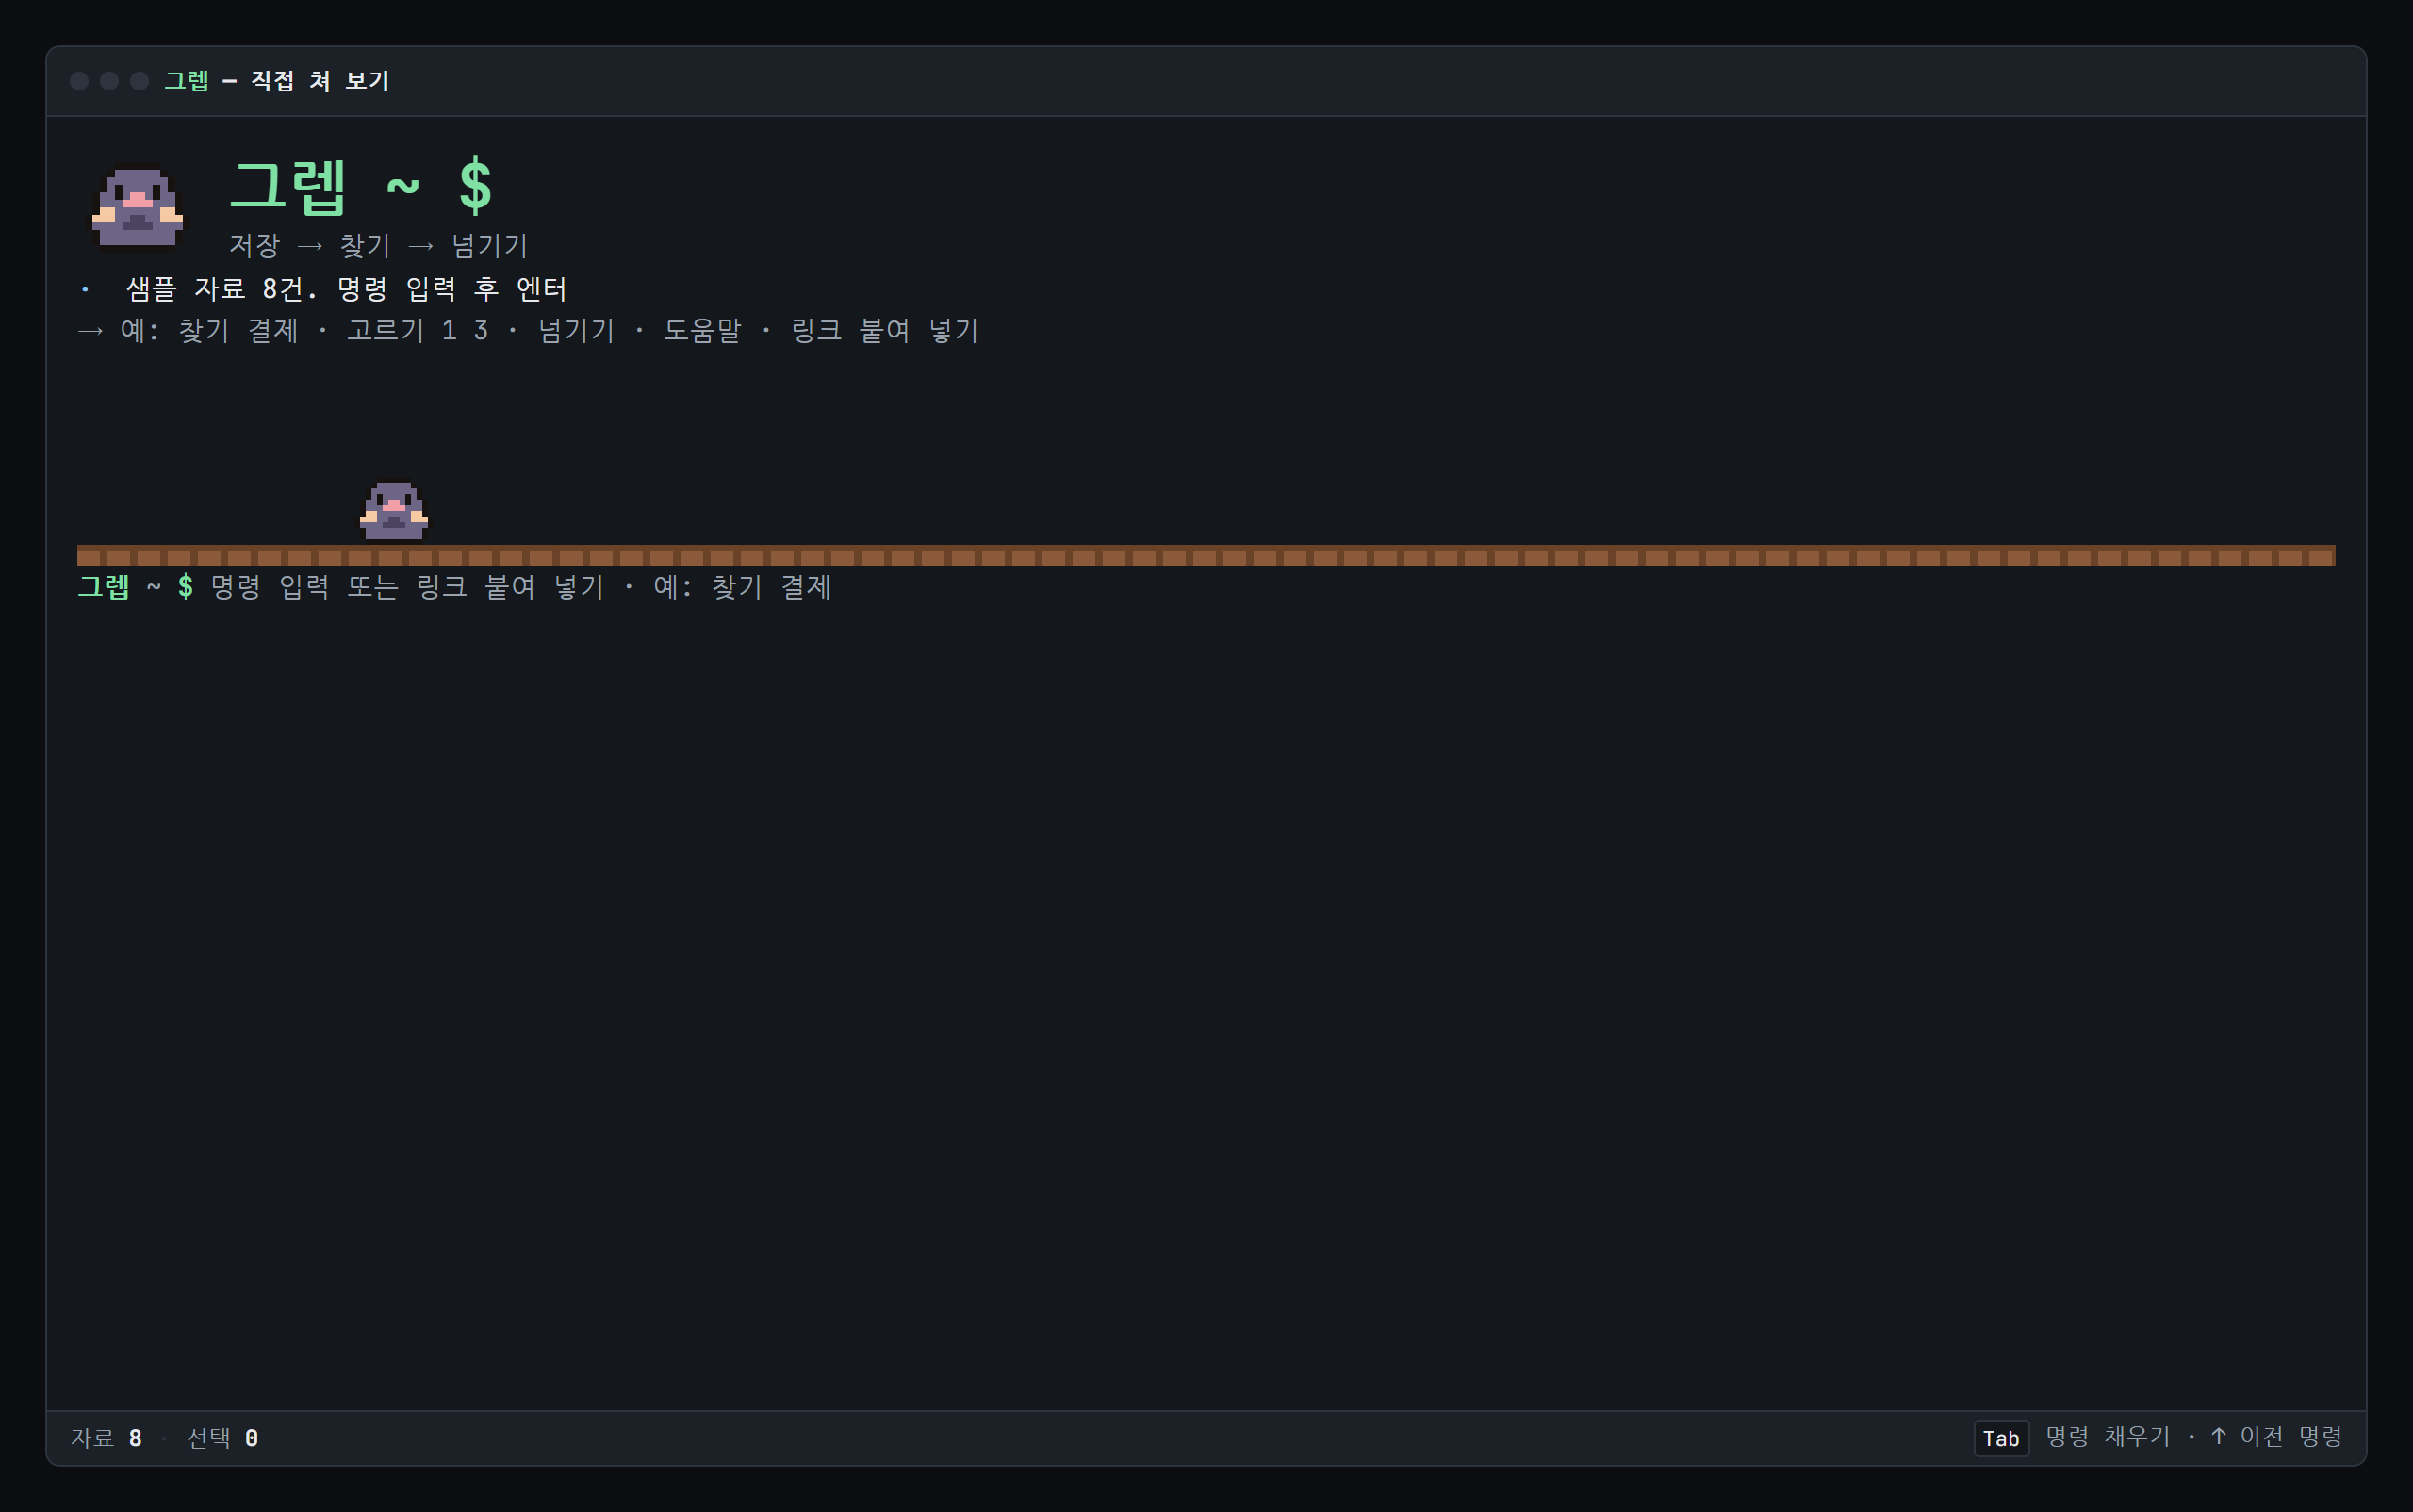 그렙 — 직접 쳐 보기
그렙 ~ $
저장 → 찾기 → 넘기기
· 샘플 자료 8건. 명령 입력 후 엔터
→ 예: 찾기 결제 · 고르기 1 3 · 넘기기 · 도움말 · 링크 붙여 넣기
그렙 ~ $ 명령 입력 또는 링크 붙여 넣기 · 예: 찾기 결제
자료 8 · 선택 0
Tab 명령 채우기 · ↑ 이전 명령